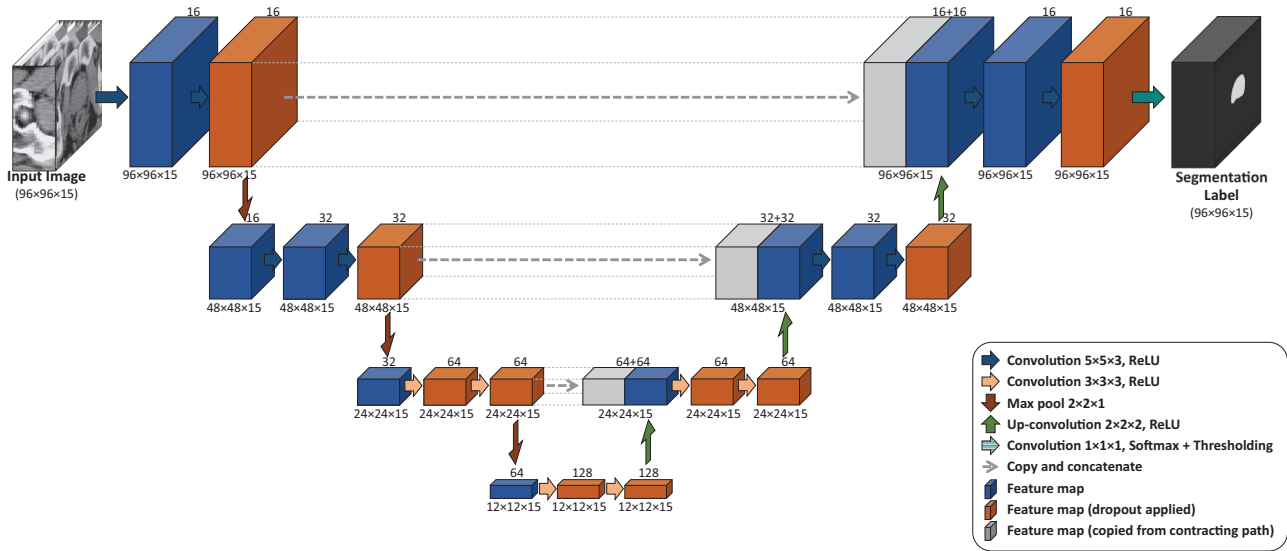 16 16 16+16 16 16
96×96×15 96×96×15 96×96×15 96×96×15 96×96×15
Input Image
(96×96×15)
Segmentation
Label
(96×96×15)
16 32 32 32+32 32 32
48×48×15 48×48×15 48×48×15 48×48×15 48×48×15 48×48×15
32 64 64 64+64 64 64
24×24×15 24×24×15 24×24×15 24×24×15 24×24×15 24×24×15
64 128 128
12×12×15 12×12×15 12×12×15
Convolution 5×5×3, ReLU
Convolution 3×3×3, ReLU
Max pool 2×2×1
Up-convolution 2×2×2, ReLU
Convolution 1×1×1, Softmax + Thresholding
Copy and concatenate
Feature map
Feature map (dropout applied)
Feature map (copied from contracting path)